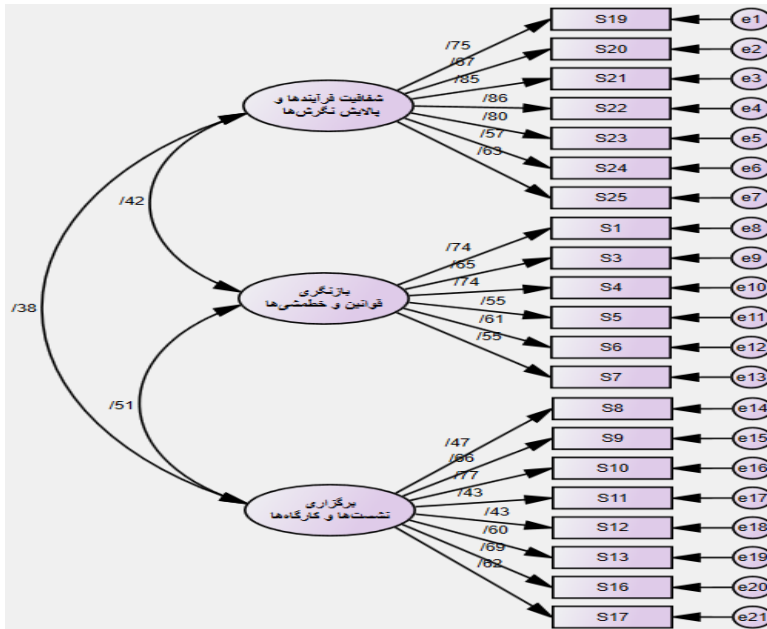 /75 S19 e1
/67 S20 e2
/85 S21 e3
/86 S22 e4
/80 S23 e5
/57 S24 e6
/63 S25 e7
شفافیت فرآیندها و
پالایش نگرش‌ها
/42
/74 S1 e8
/65 S3 e9
/74 S4 e10
/55 S5 e11
/61 S6 e12
/55 S7 e13
بازنگری
قوانین و خطمشی‌ها
/38
/51
/47 S8 e14
/66 S9 e15
/77 S10 e16
/43 S11 e17
/43 S12 e18
/60 S13 e19
/69 S16 e20
/62 S17 e21
برگزاری
نشست‌ها و کارگاه‌ها